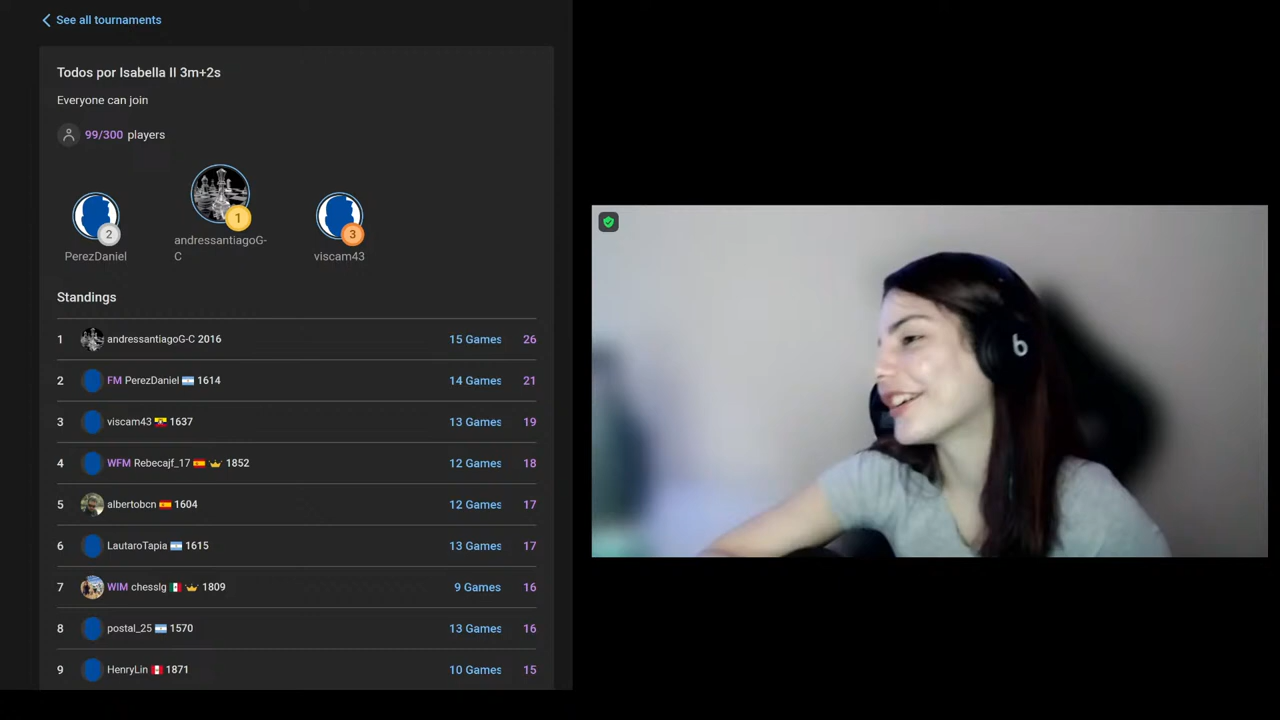 See all tournaments
Todos por Isabella II 3m+2s
Everyone can join
99/300 players
1
2
3
andressantiagoG-
C
PerezDaniel
viscam43
Standings
1 andressantiagoG-C 2016 15 Games 26
2 FM PerezDaniel 1614 14 Games 21
3 viscam43 1637 13 Games 19
4 WFM Rebecajf_17 1852 12 Games 18
5 albertobcn 1604 12 Games 17
6 LautaroTapia 1615 13 Games 17
7 WIM chesslg 1809 9 Games 16
8 postal_25 1570 13 Games 16
9 HenryLin 1871 10 Games 15
b